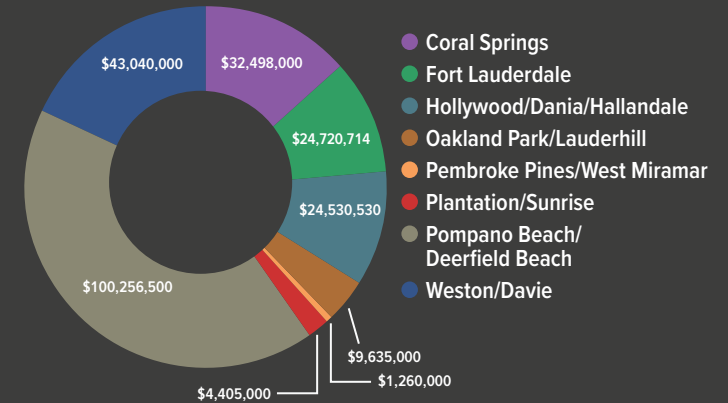 $43,040,000
$32,498,000
$24,720,714
$24,530,530
$100,256,500
$9,635,000
$1,260,000
$4,405,000
Coral Springs
Fort Lauderdale
Hollywood/Dania/Hallandale
Oakland Park/Lauderhill
Pembroke Pines/West Miramar
Plantation/Sunrise
Pompano Beach/
Deerfield Beach
Weston/Davie